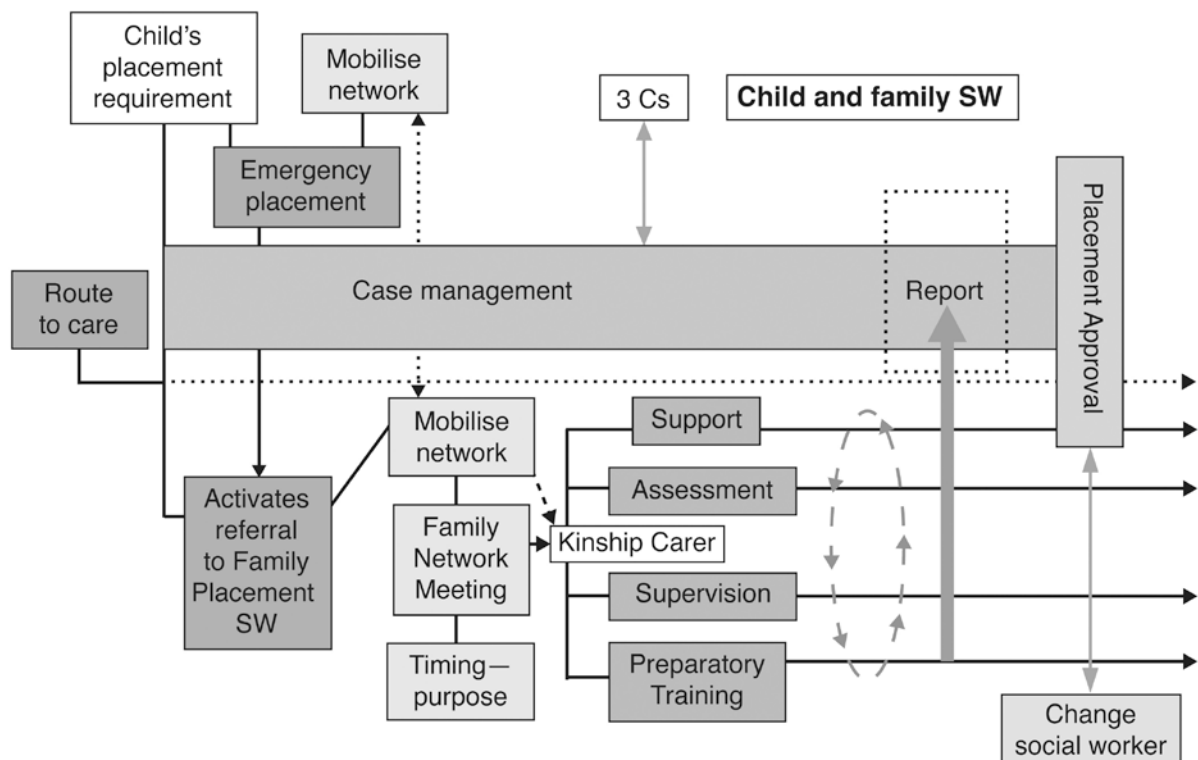 Child's
placement
requirement
Mobilise
network
3 Cs
Child and family SW
Emergency
placement
Placement Approval
Route
to care
Case management
Report
Mobilise
network
Support
Activates
referral
to Family
Placement
SW
Assessment
Family
Network
Meeting
Kinship Carer
Supervision
Timing—
purpose
Preparatory
Training
Change
social worker